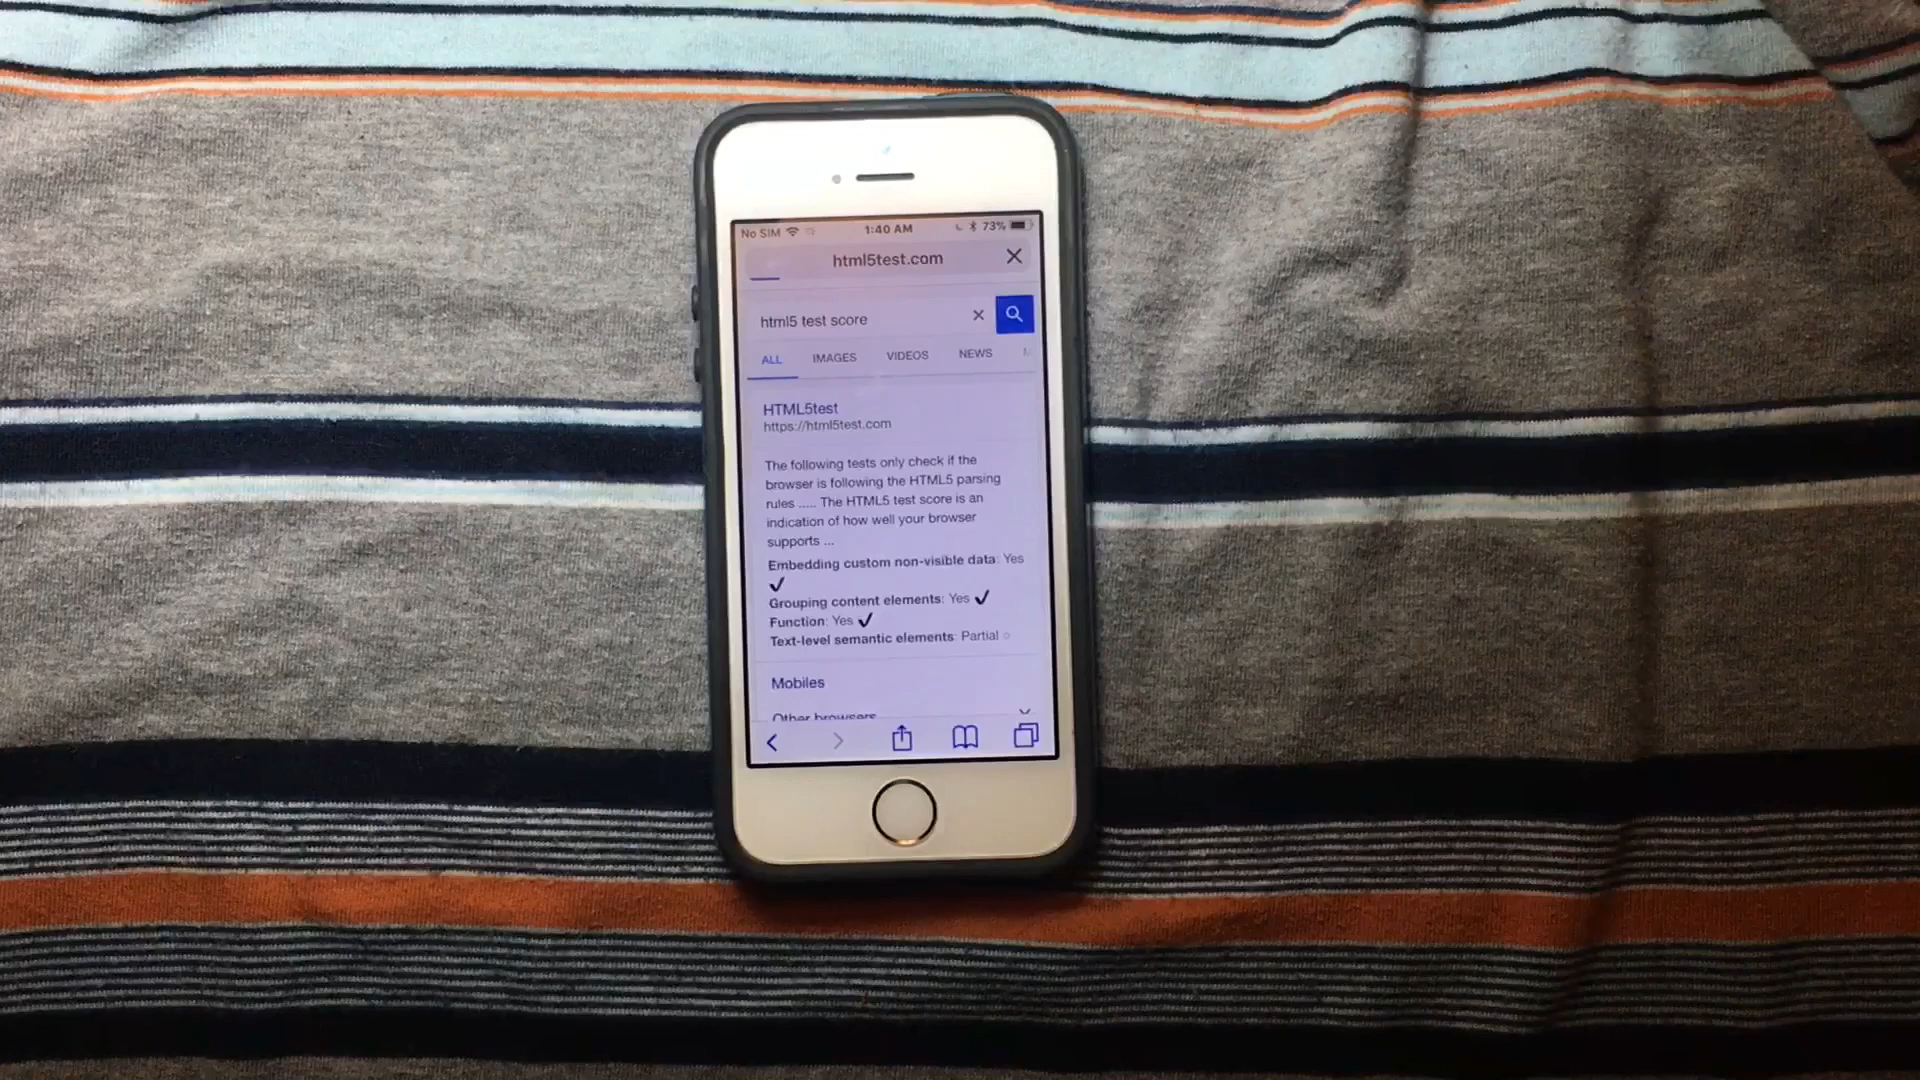 No SIM 1:40 AM 73%
html5test.com
html5 test score
ALL IMAGES VIDEOS NEWS
HTML5test
https://html5test.com
The following tests only check if the
browser is following the HTML5 parsing
rules ..... The HTML5 test score is an
indication of how well your browser
supports ...
Embedding custom non-visible data: Yes
✔
Grouping content elements: Yes ✔
Function: Yes ✔
Text-level semantic elements: Partial ○
Mobiles
Other browsers